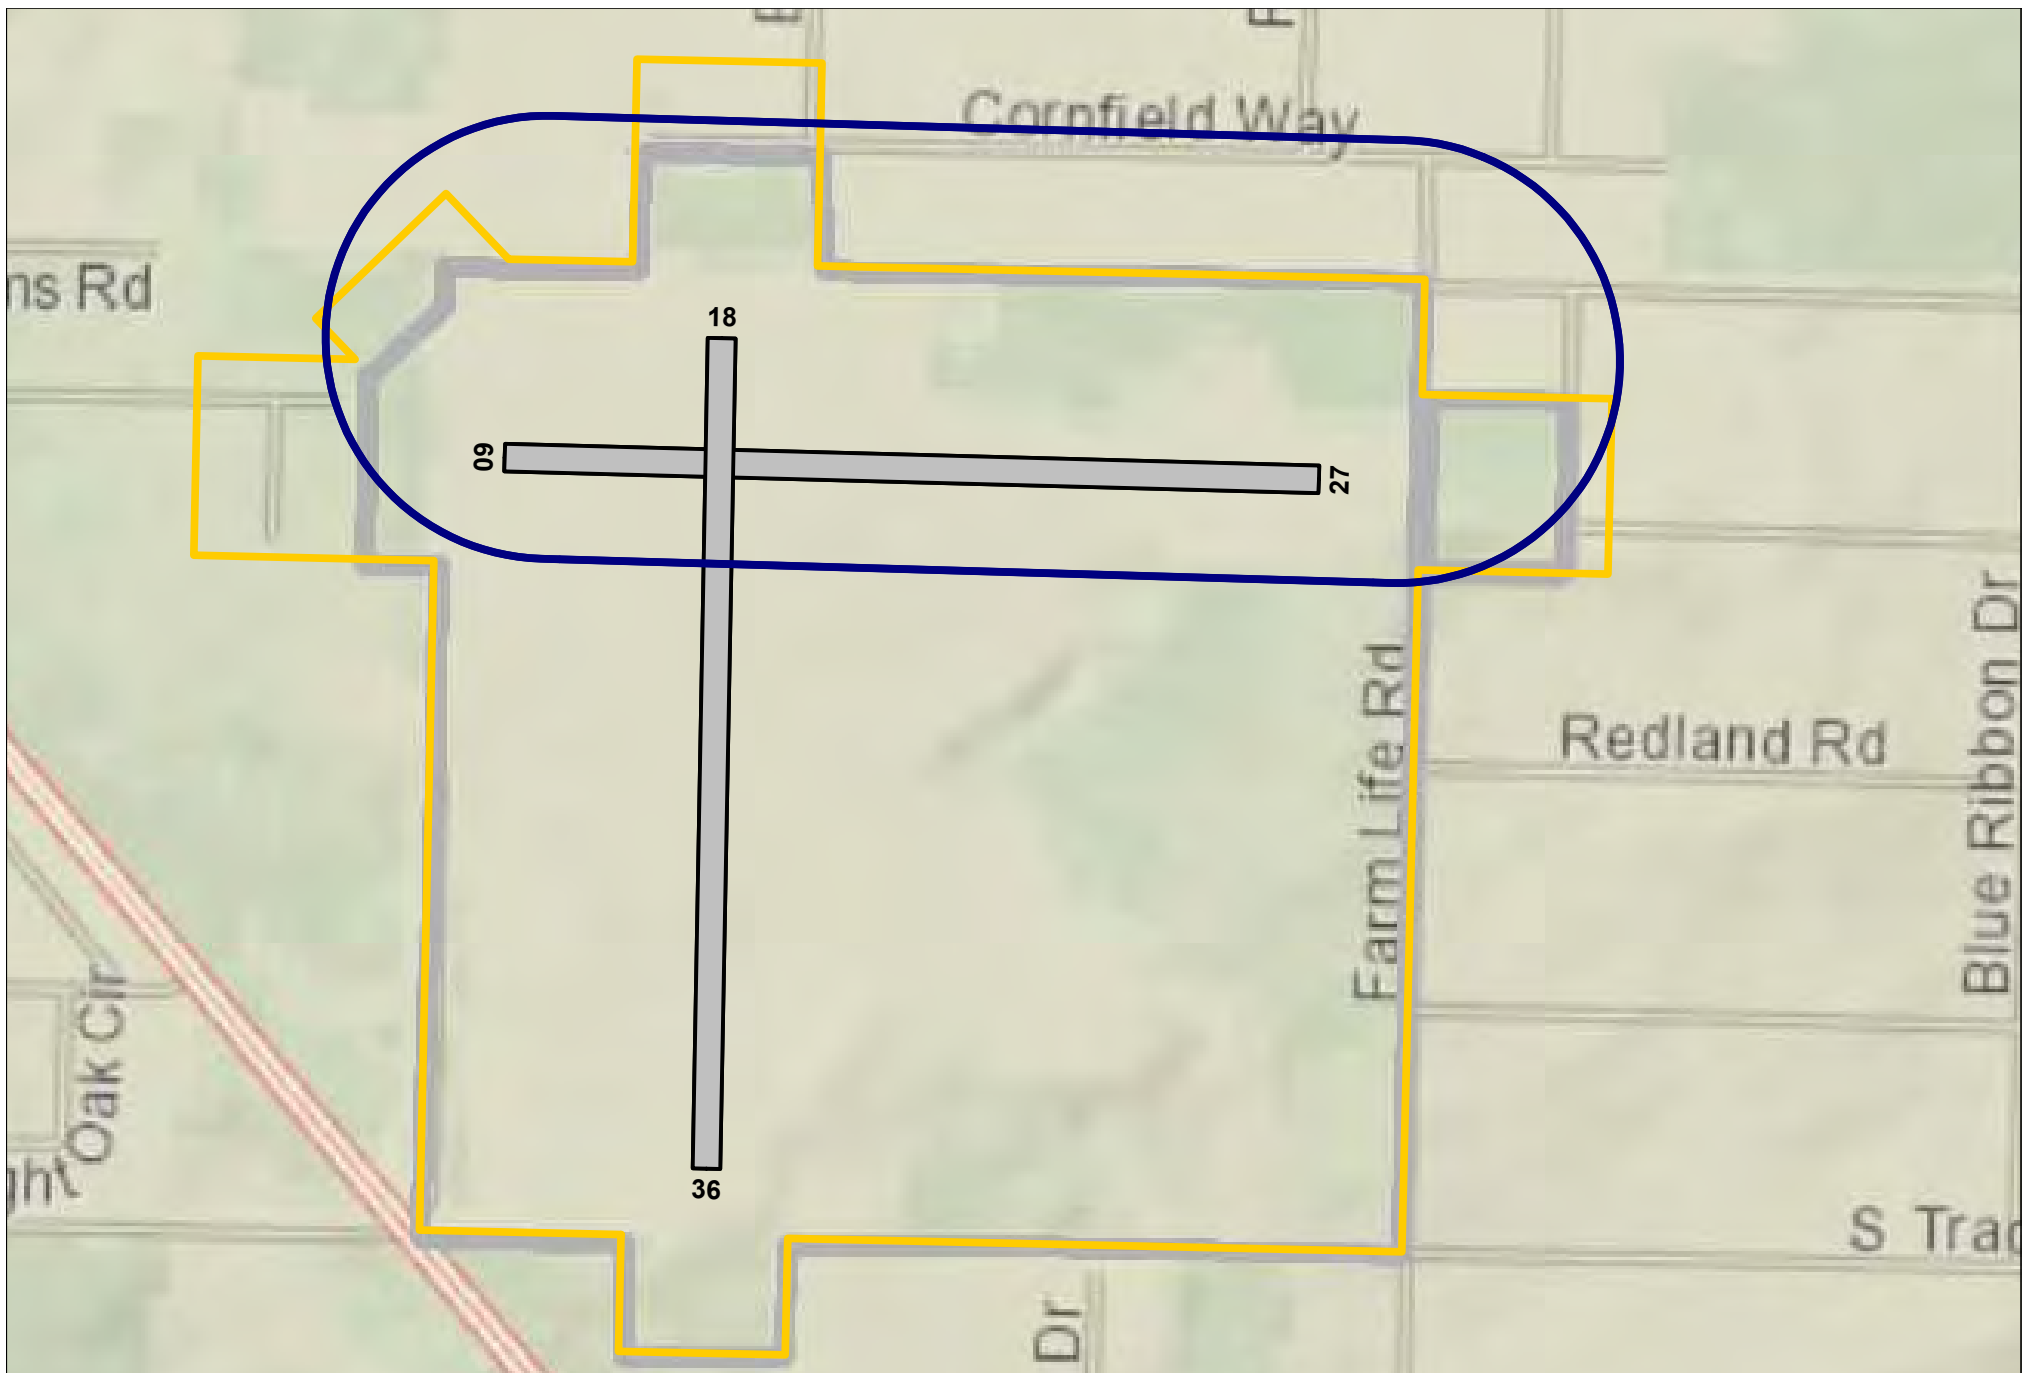 Cornfield Way
ns Rd
18
09
27
Farm Life Rd
Redland Rd
Blue Ribbon Dr
Oak Cir
ght
36
S Trad
Dr